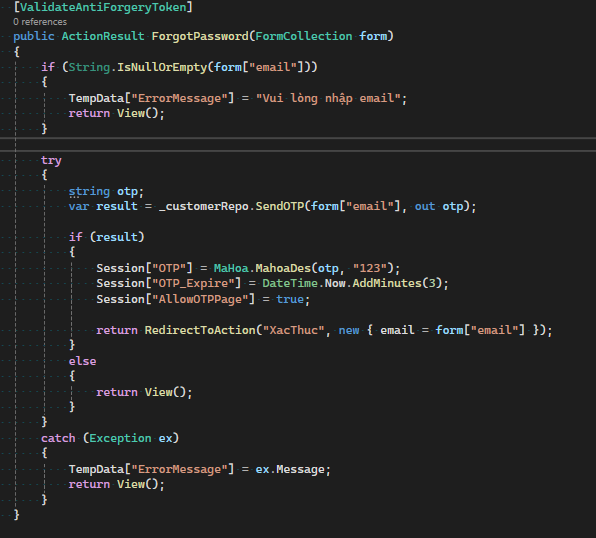 [ValidateAntiForgeryToken]
0 references
public ActionResult ForgotPassword(FormCollection form)
{
if (String.IsNullOrEmpty(form["email"]))
{
TempData["ErrorMessage"] = "Vui lòng nhập email";
return View();
}
try
{
string otp;
var result = _customerRepo.SendOTP(form["email"], out otp);
if (result)
{
Session["OTP"] = MaHoa.MahoaDes(otp, "123");
Session["OTP_Expire"] = DateTime.Now.AddMinutes(3);
Session["AllowOTPPage"] = true;
return RedirectToAction("XacThuc", new { email = form["email"] });
}
else
{
return View();
}
}
catch (Exception ex)
{
TempData["ErrorMessage"] = ex.Message;
return View();
}
}